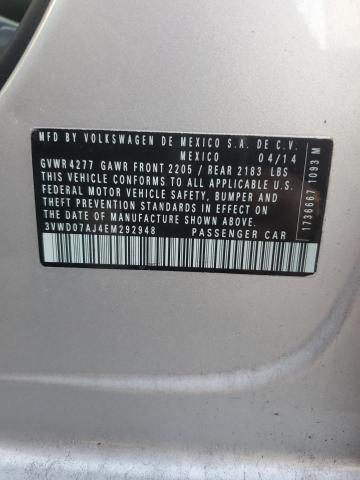 MFD BY VOLKSWAGEN DE MEXICO S.A. DE C.V.
MEXICO 04/14
GVWR 4277 GAWR FRONT 2205 / REAR 2183 LBS
THIS VEHICLE CONFORMS TO ALL APPLICABLE U.S.
FEDERAL MOTOR VEHICLE SAFETY, BUMPER AND
THEFT PREVENTION STANDARDS IN EFFECT ON
THE DATE OF MANUFACTURE SHOWN ABOVE.
3VWD07AJ4EM292948 PASSENGER CAR
1736667 1093 M